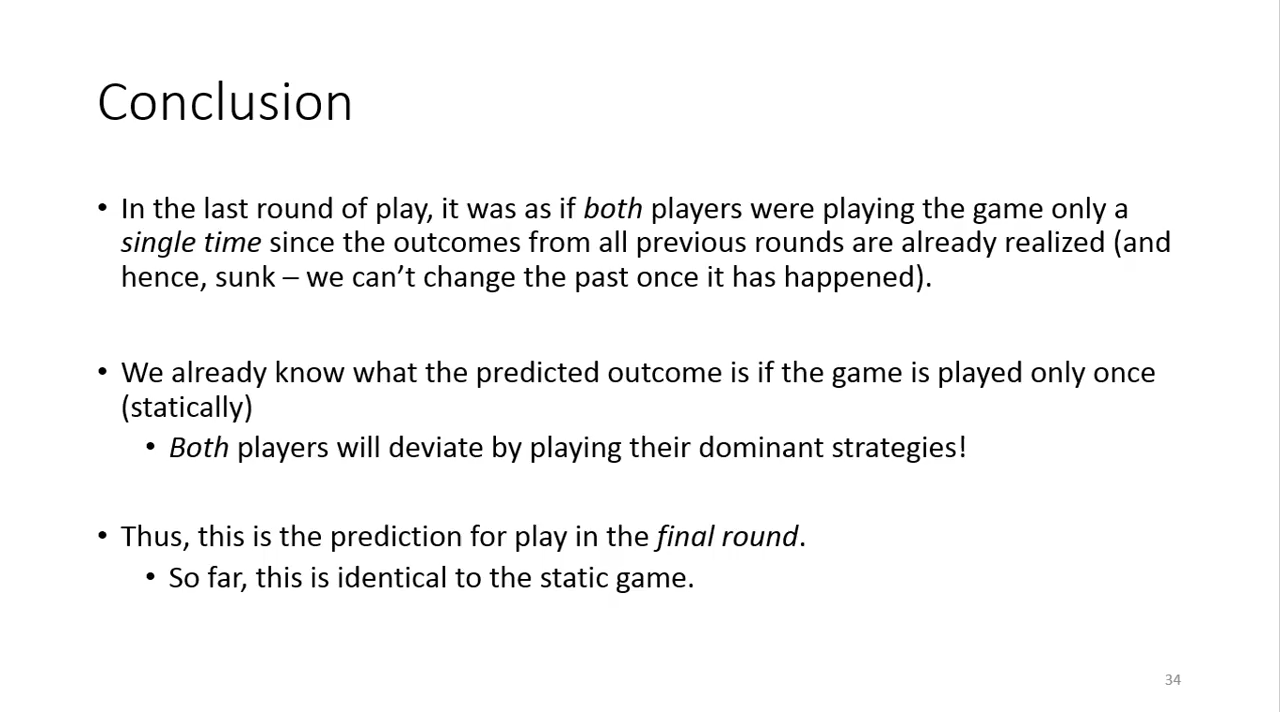 Conclusion
• In the last round of play, it was as if both players were playing the game only a
single time since the outcomes from all previous rounds are already realized (and
hence, sunk – we can’t change the past once it has happened).
• We already know what the predicted outcome is if the game is played only once
(statically)
• Both players will deviate by playing their dominant strategies!
• Thus, this is the prediction for play in the final round.
• So far, this is identical to the static game.
34